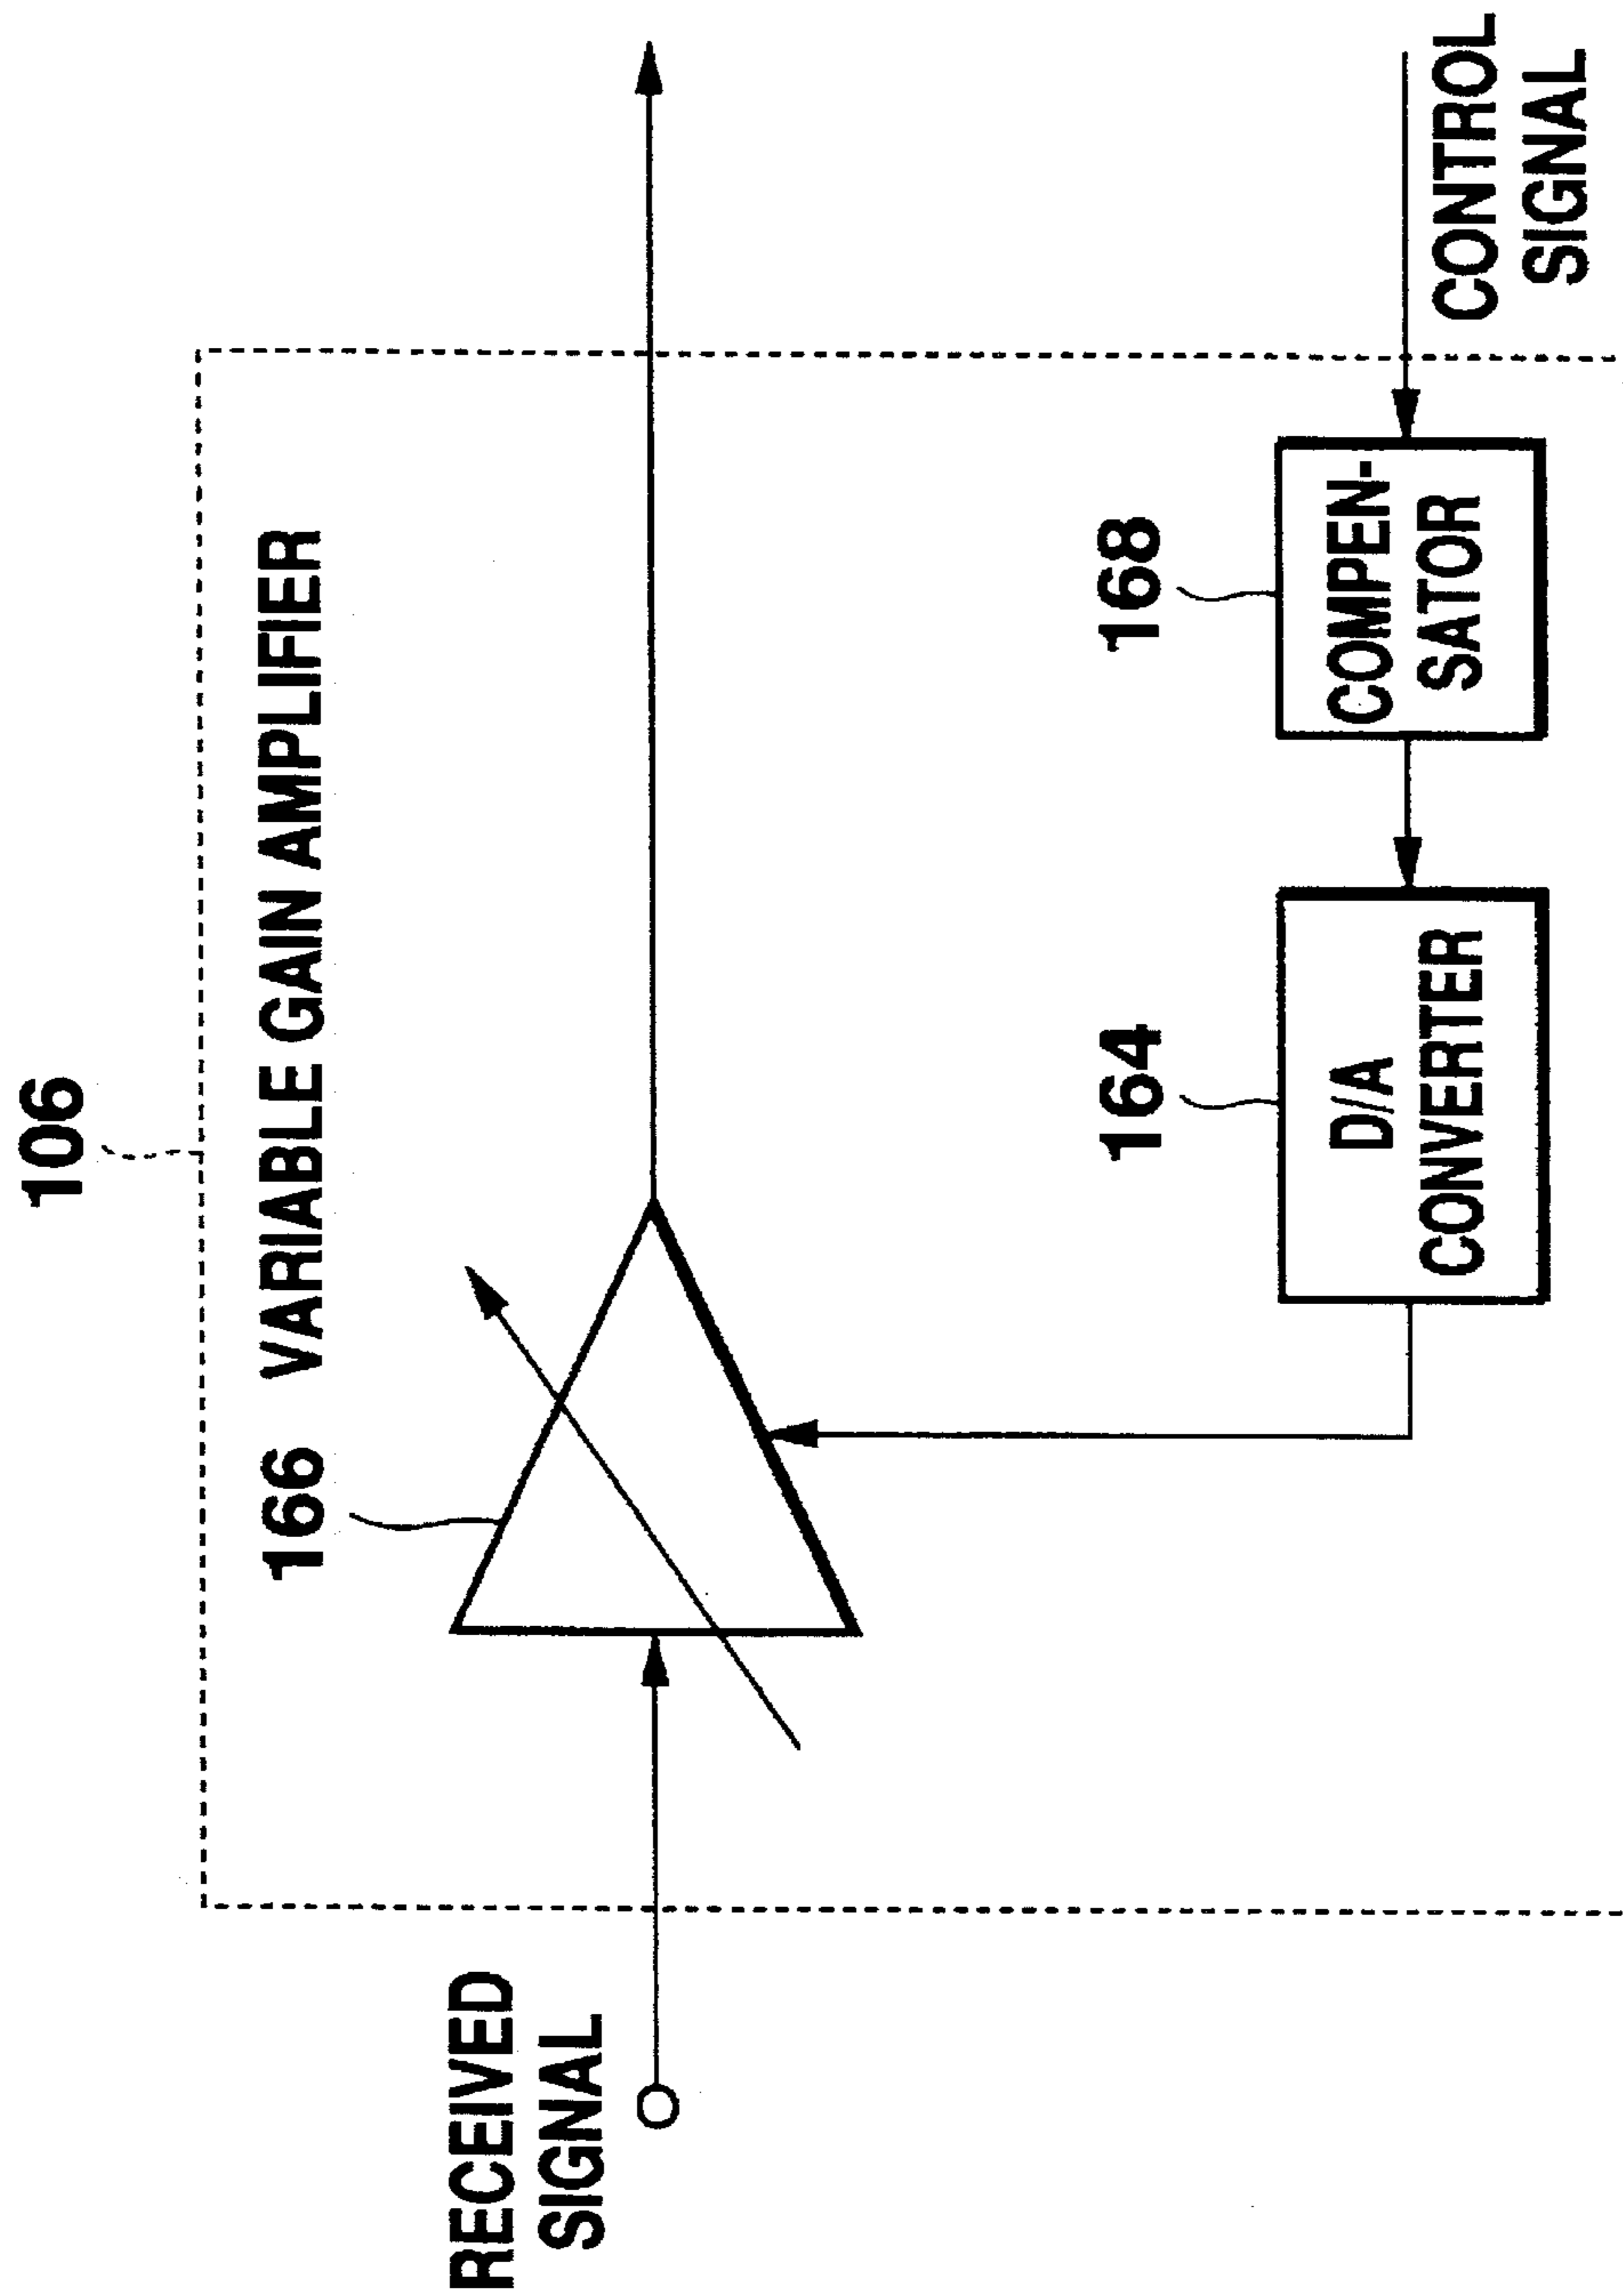 106
166 VARIABLE GAIN AMPLIFIER
RECEIVED
SIGNAL
164
168
D/A
CONVERTER
COMPEN-
SATOR
CONTROL
SIGNAL